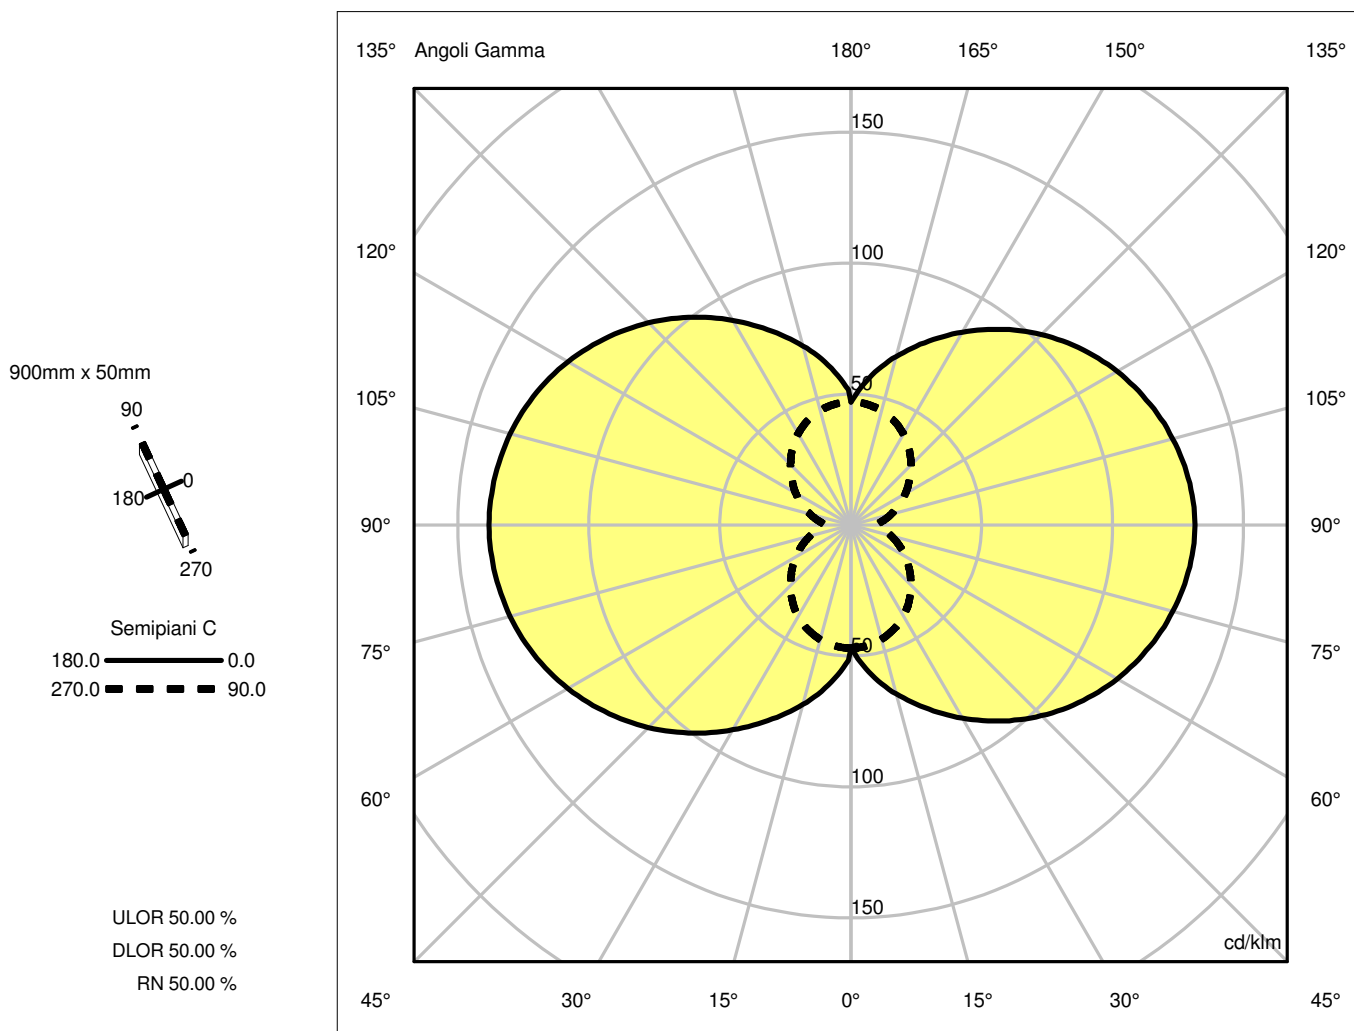 135° Angoli Gamma 180° 165° 150° 135°
150
120° 120°
100
900mm x 50mm
50
105° 105°
90
0
180
90° 90°
270
Semipiani C
50
75° 75°
180.0 0.0
270.0 90.0
100
60° 60°
150
ULOR 50.00 %
cd/klm
DLOR 50.00 %
RN 50.00 %
45° 30° 15° 0° 15° 30° 45°